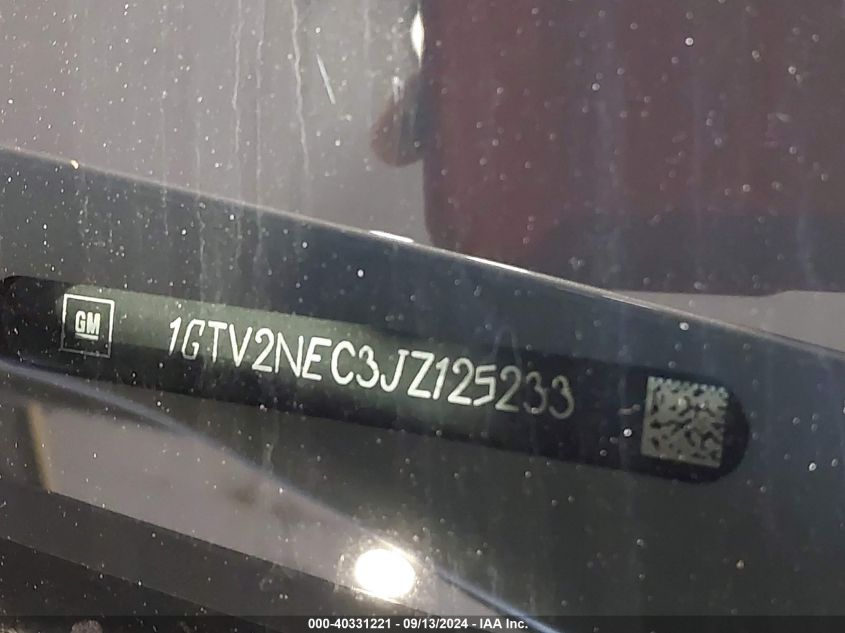 GM
1GTV2NEC3JZ125233
000-40331221 - 09/13/2024 - IAA Inc.